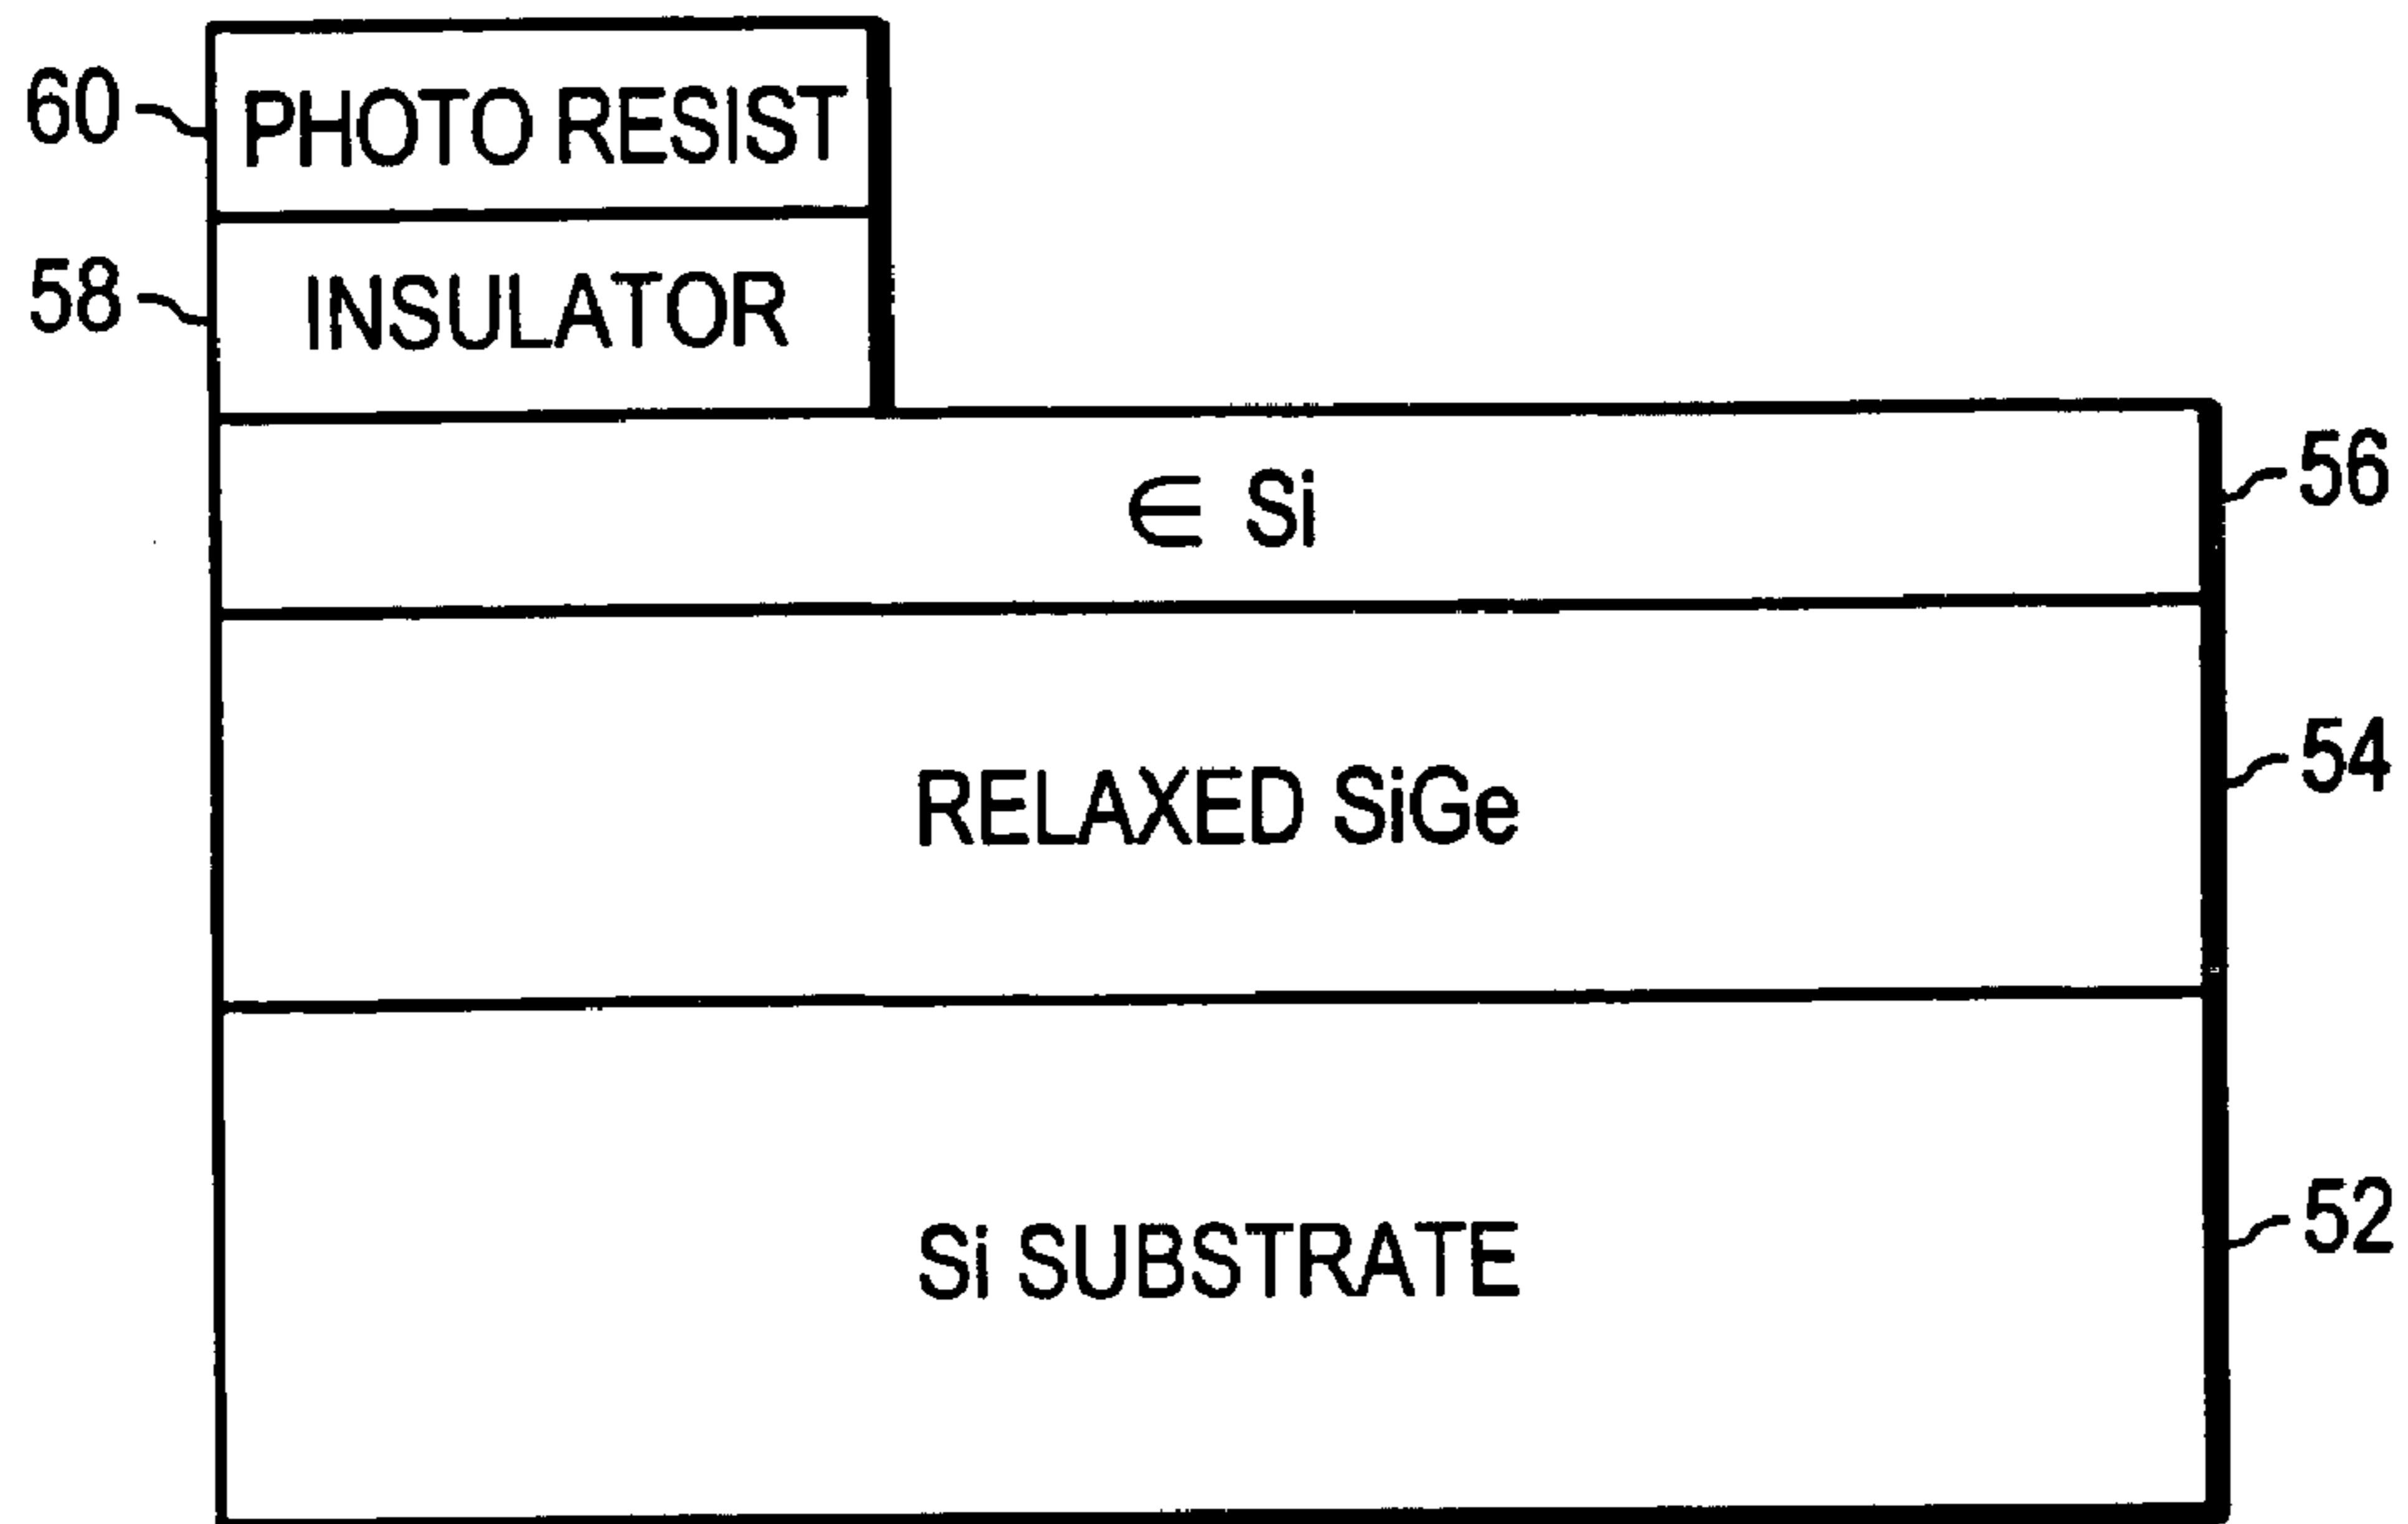 60 PHOTO RESIST
58 INSULATOR
∈ Si 56
RELAXED SiGe 54
Si SUBSTRATE 52